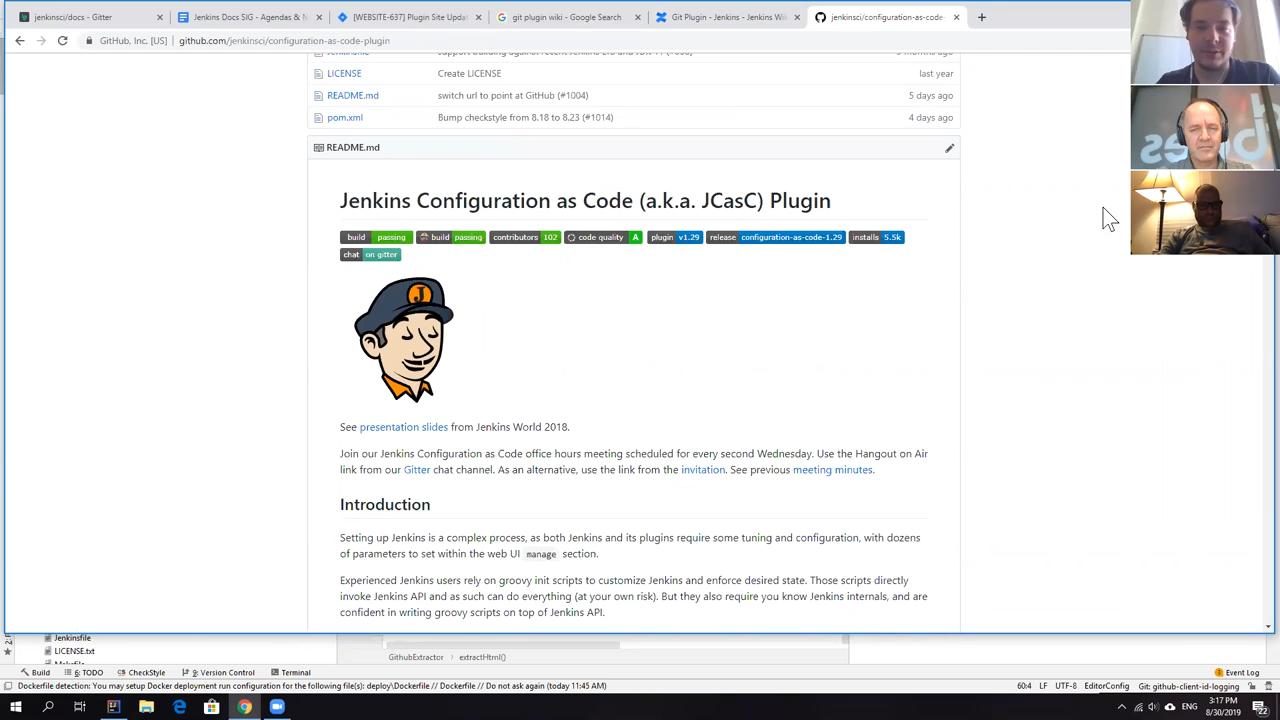 jenkinsci/docs - Gitter
Jenkins Docs SIG - Agendas & N
[WEBSITE-637] Plugin Site Updat
git plugin wiki - Google Search
Git Plugin - Jenkins - Jenkins Wi
jenkinsci/configuration-as-code-
GitHub, Inc. [US] | github.com/jenkinsci/configuration-as-code-plugin
LICENSE Create LICENSE last year
README.md switch url to point at GitHub (#1004) 5 days ago
pom.xml Bump checkstyle from 8.18 to 8.23 (#1014) 4 days ago
README.md
Jenkins Configuration as Code (a.k.a. JCasC) Plugin
build passing build passing contributors 102 code quality A plugin v1.29 release configuration-as-code-1.29 installs 5.5k
chat on gitter
J
See presentation slides from Jenkins World 2018.
Join our Jenkins Configuration as Code office hours meeting scheduled for every second Wednesday. Use the Hangout on Air
link from our Gitter chat channel. As an alternative, use the link from the invitation. See previous meeting minutes.
Introduction
Setting up Jenkins is a complex process, as both Jenkins and its plugins require some tuning and configuration, with dozens
of parameters to set within the web UI manage section.
Experienced Jenkins users rely on groovy init scripts to customize Jenkins and enforce desired state. Those scripts directly
invoke Jenkins API and as such can do everything (at your own risk). But they also require you know Jenkins internals, and are
confident in writing groovy scripts on top of Jenkins API.
Jenkinsfile
LICENSE.txt
GithubExtractor › extractHtml()
Build 6: TODO CheckStyle 9: Version Control Terminal Event Log
Dockerfile detection: You may setup Docker deployment run configuration for the following file(s): deploy\Dockerfile // Dockerfile // Do not ask again (today 11:45 AM) 60:4 LF UTF-8 EditorConfig Git: github-client-id-logging
ENG 3:17 PM
8/30/2019
22